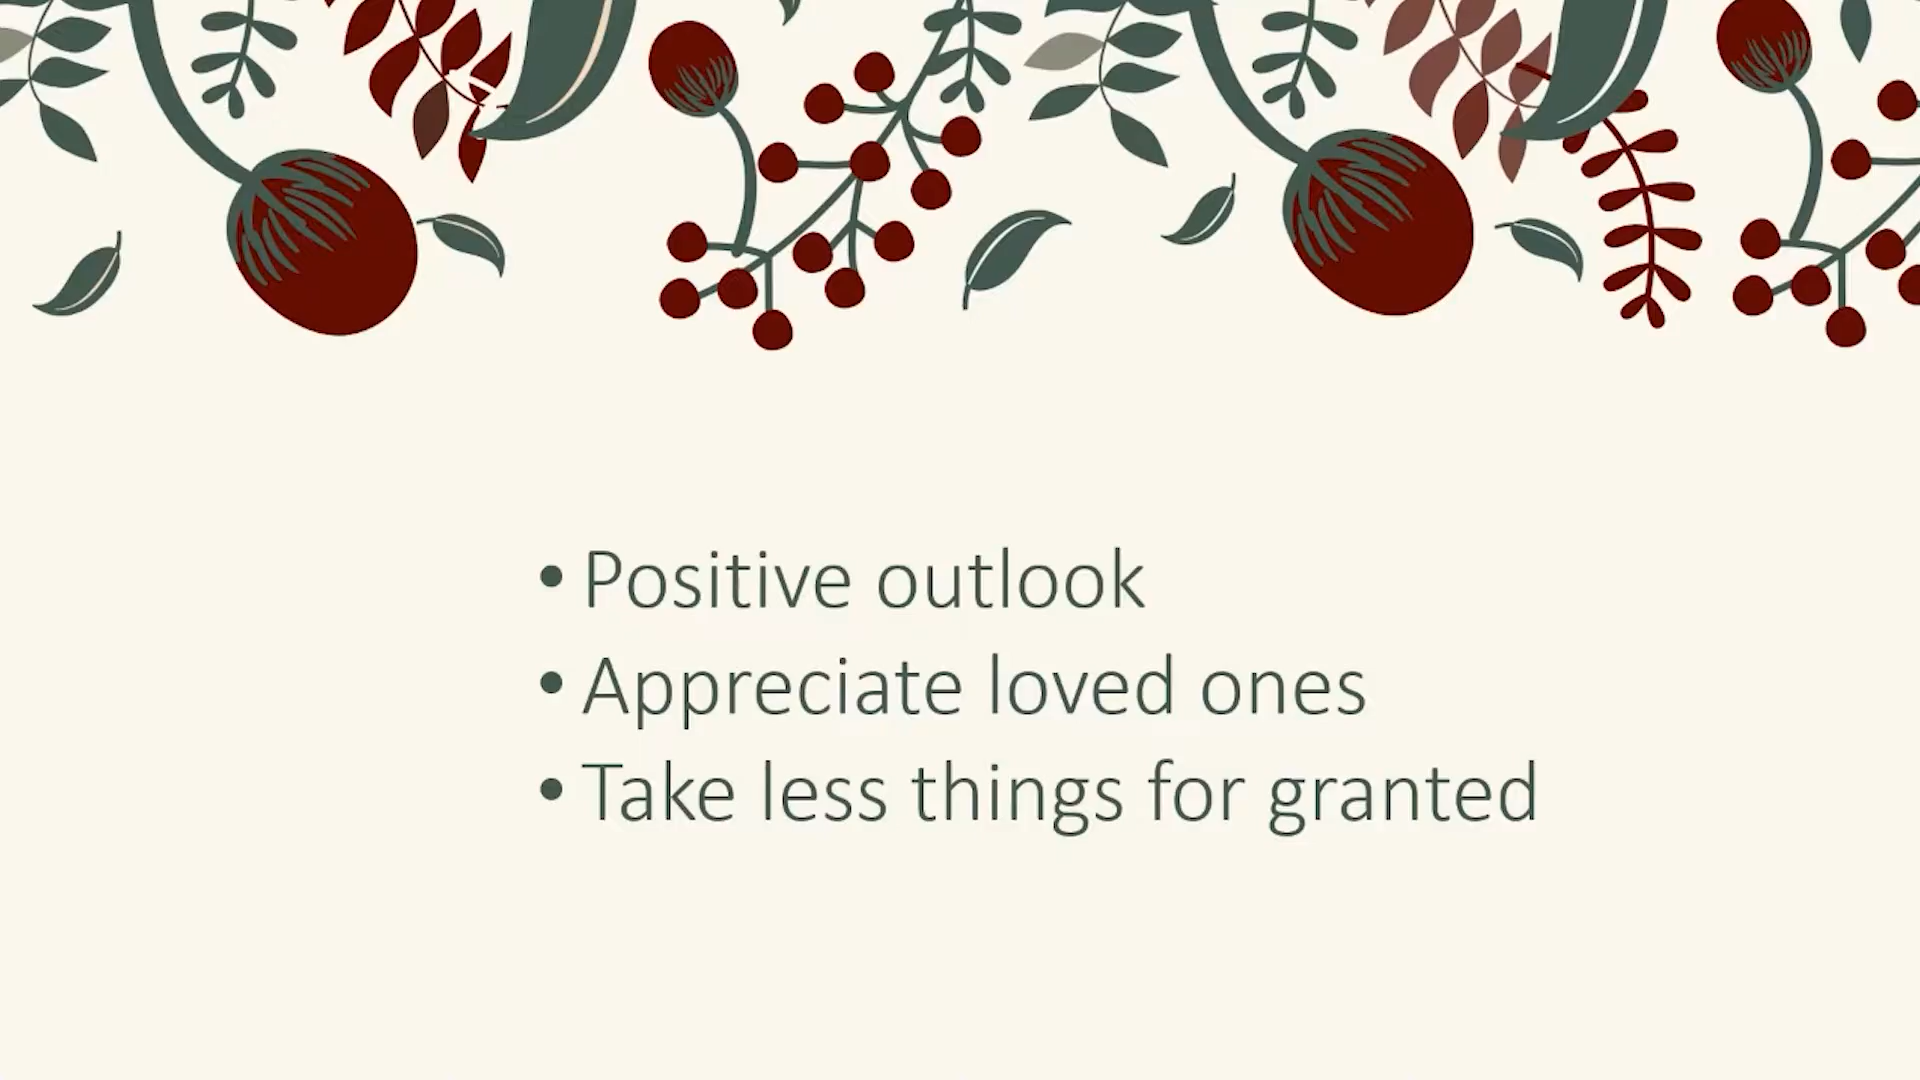 • Positive outlook
• Appreciate loved ones
• Take less things for granted